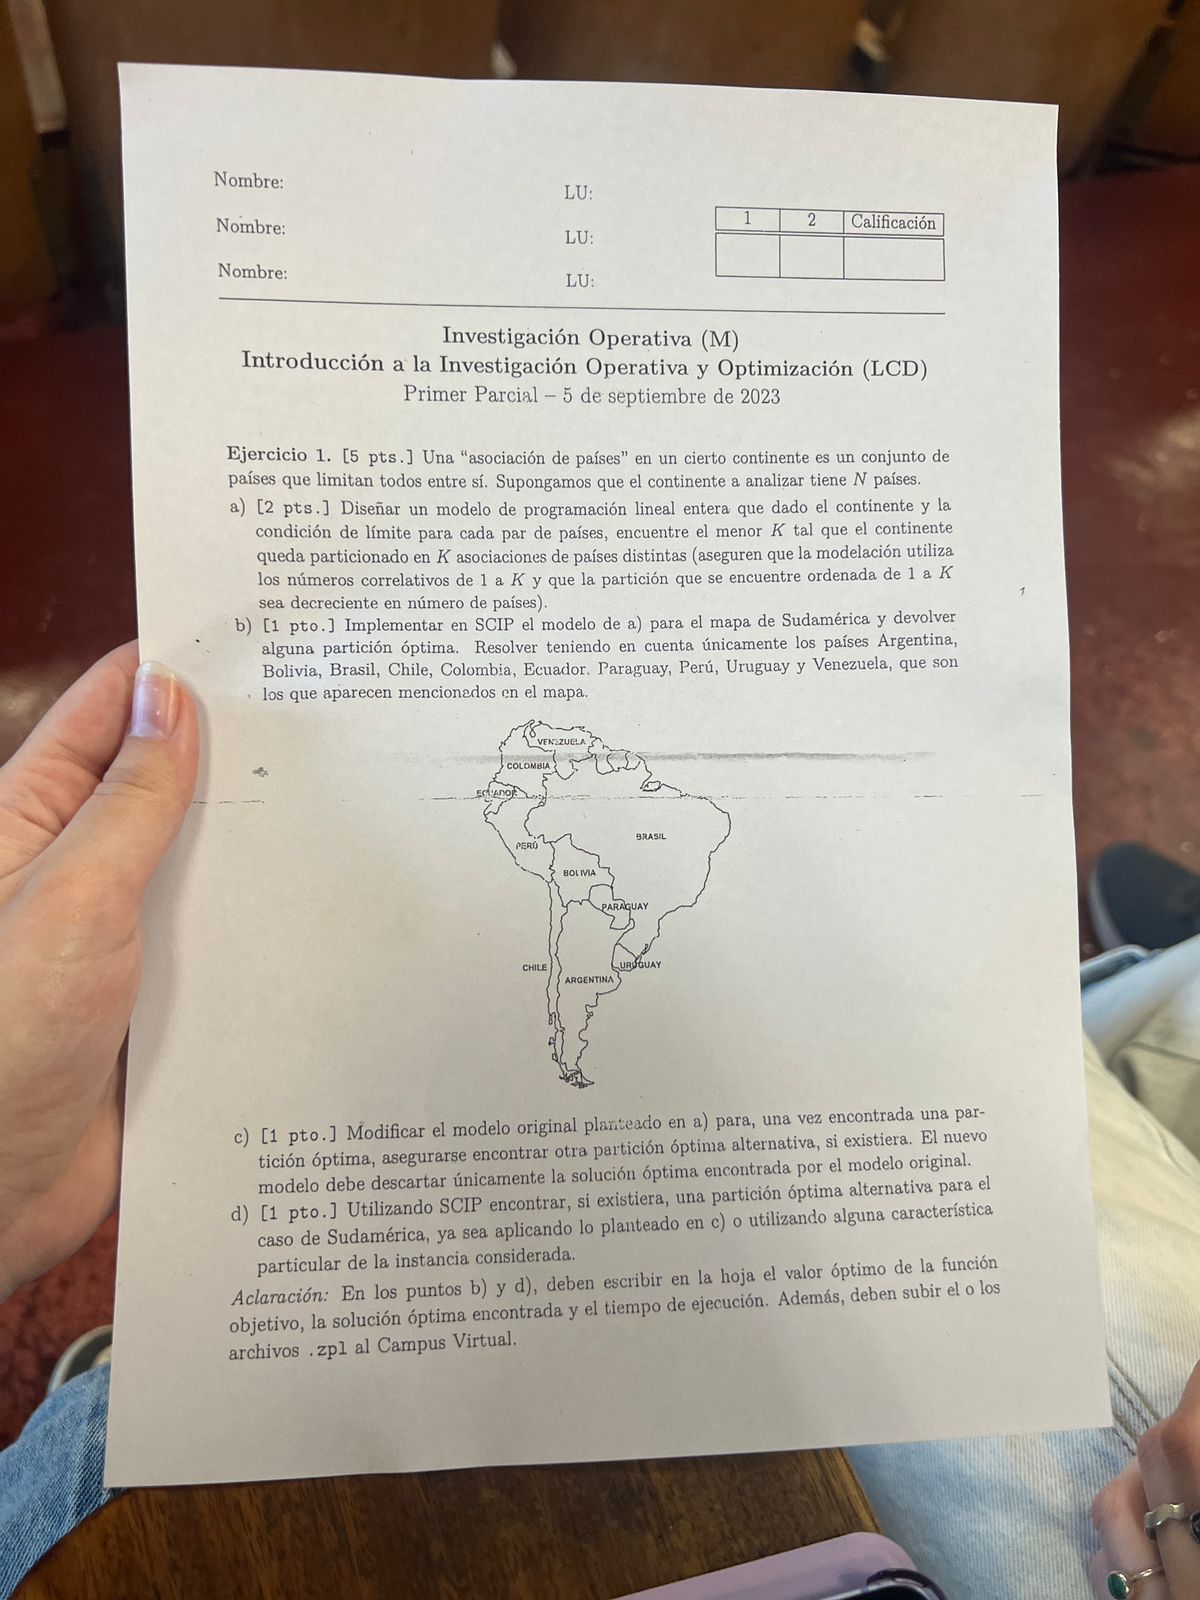 Nombre:
LU:
Nombre:
LU:
Nombre:
LU:
1 2 Calificación
Investigación Operativa (M)
Introducción a la Investigación Operativa y Optimización (LCD)
Primer Parcial – 5 de septiembre de 2023
Ejercicio 1. [5 pts.] Una “asociación de países” en un cierto continente es un conjunto de
países que limitan todos entre sí. Supongamos que el continente a analizar tiene N países.
a) [2 pts.] Diseñar un modelo de programación lineal entera que dado el continente y la
condición de límite para cada par de países, encuentre el menor K tal que el continente
queda particionado en K asociaciones de países distintas (aseguren que la modelación utiliza
los números correlativos de 1 a K y que la partición que se encuentre ordenada de 1 a K
sea decreciente en número de países).
b) [1 pto.] Implementar en SCIP el modelo de a) para el mapa de Sudamérica y devolver
alguna partición óptima. Resolver teniendo en cuenta únicamente los países Argentina,
Bolivia, Brasil, Chile, Colombia, Ecuador. Paraguay, Perú, Uruguay y Venezuela, que son
los que aparecen mencionados en el mapa.
VENEZUELA
COLOMBIA
ECUADOR
BRASIL
PERÚ
BOLIVIA
PARAGUAY
CHILE
URUGUAY
ARGENTINA
c) [1 pto.] Modificar el modelo original planteado en a) para, una vez encontrada una par-
tición óptima, asegurarse encontrar otra partición óptima alternativa, si existiera. El nuevo
modelo debe descartar únicamente la solución óptima encontrada por el modelo original.
d) [1 pto.] Utilizando SCIP encontrar, si existiera, una partición óptima alternativa para el
caso de Sudamérica, ya sea aplicando lo planteado en c) o utilizando alguna característica
particular de la instancia considerada.
Aclaración: En los puntos b) y d), deben escribir en la hoja el valor óptimo de la función
objetivo, la solución óptima encontrada y el tiempo de ejecución. Además, deben subir el o los
archivos .zpl al Campus Virtual.